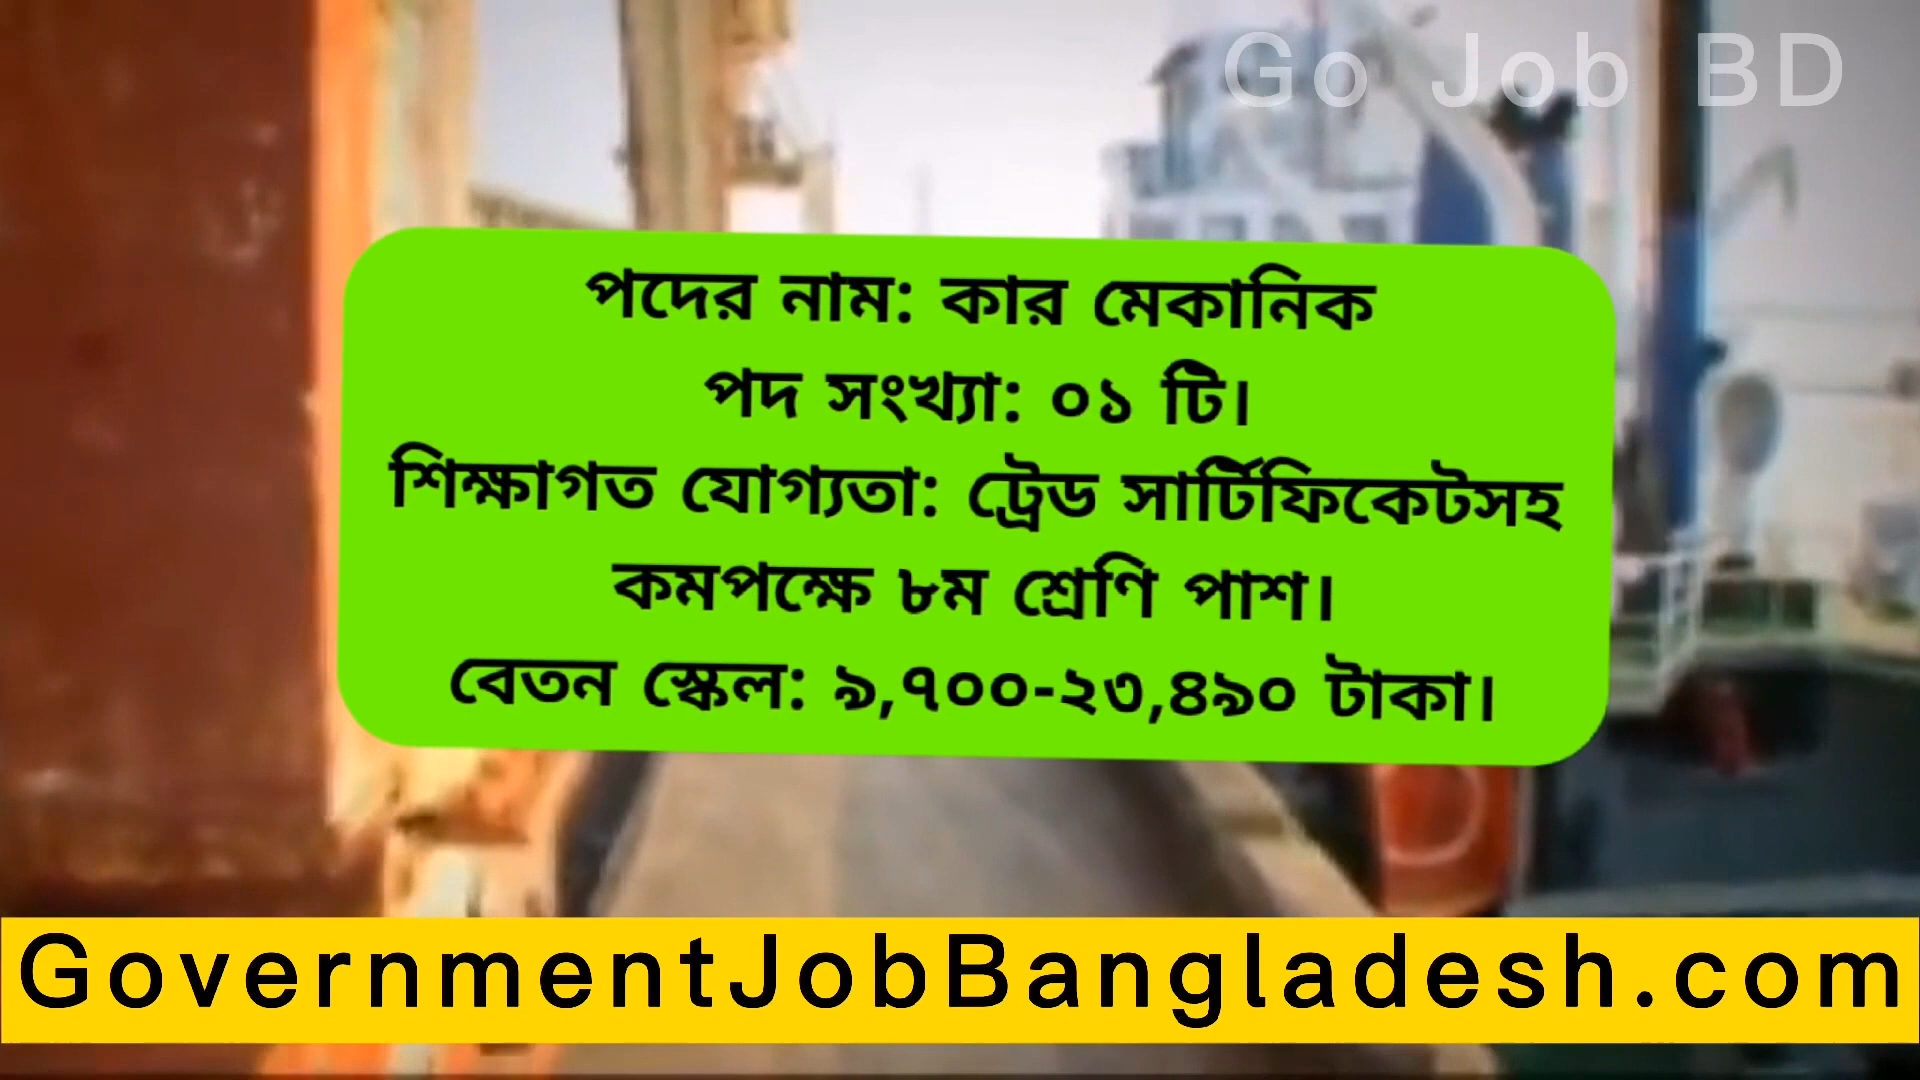 Go Job BD
পদের নাম: কার মেকানিক
পদ সংখ্যা: ০১ টি।
শিক্ষাগত যোগ্যতা: ট্রেড সার্টিফিকেটসহ
কমপক্ষে ৮ম শ্রেণি পাশ।
বেতন স্কেল: ৯,৭০০-২৩,৪৯০ টাকা।
GovernmentJobBangladesh.com